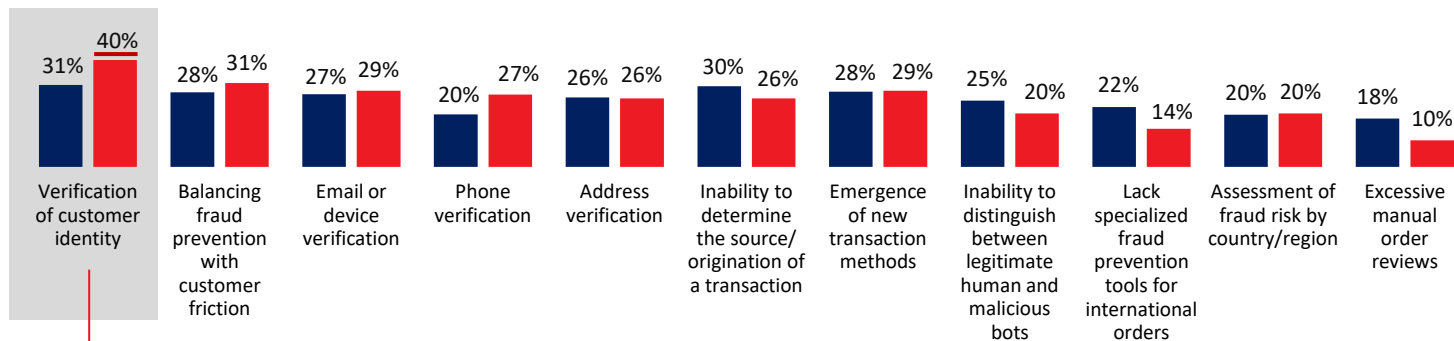 31%
40%
28%
31%
27%
29%
20%
27%
26%
26%
30%
26%
28%
29%
25%
20%
22%
14%
20%
20%
18%
10%
Verification
of customer
identity
Balancing
fraud
prevention
with
customer
friction
Email or
device
verification
Phone
verification
Address
verification
Inability to
determine
the source/
origination of
a transaction
Emergence
of new
transaction
methods
Inability to
distinguish
between
legitimate
human and
malicious
bots
Lack
specialized
fraud
prevention
tools for
international
orders
Assessment of
fraud risk by
country/region
Excessive
manual
order
reviews